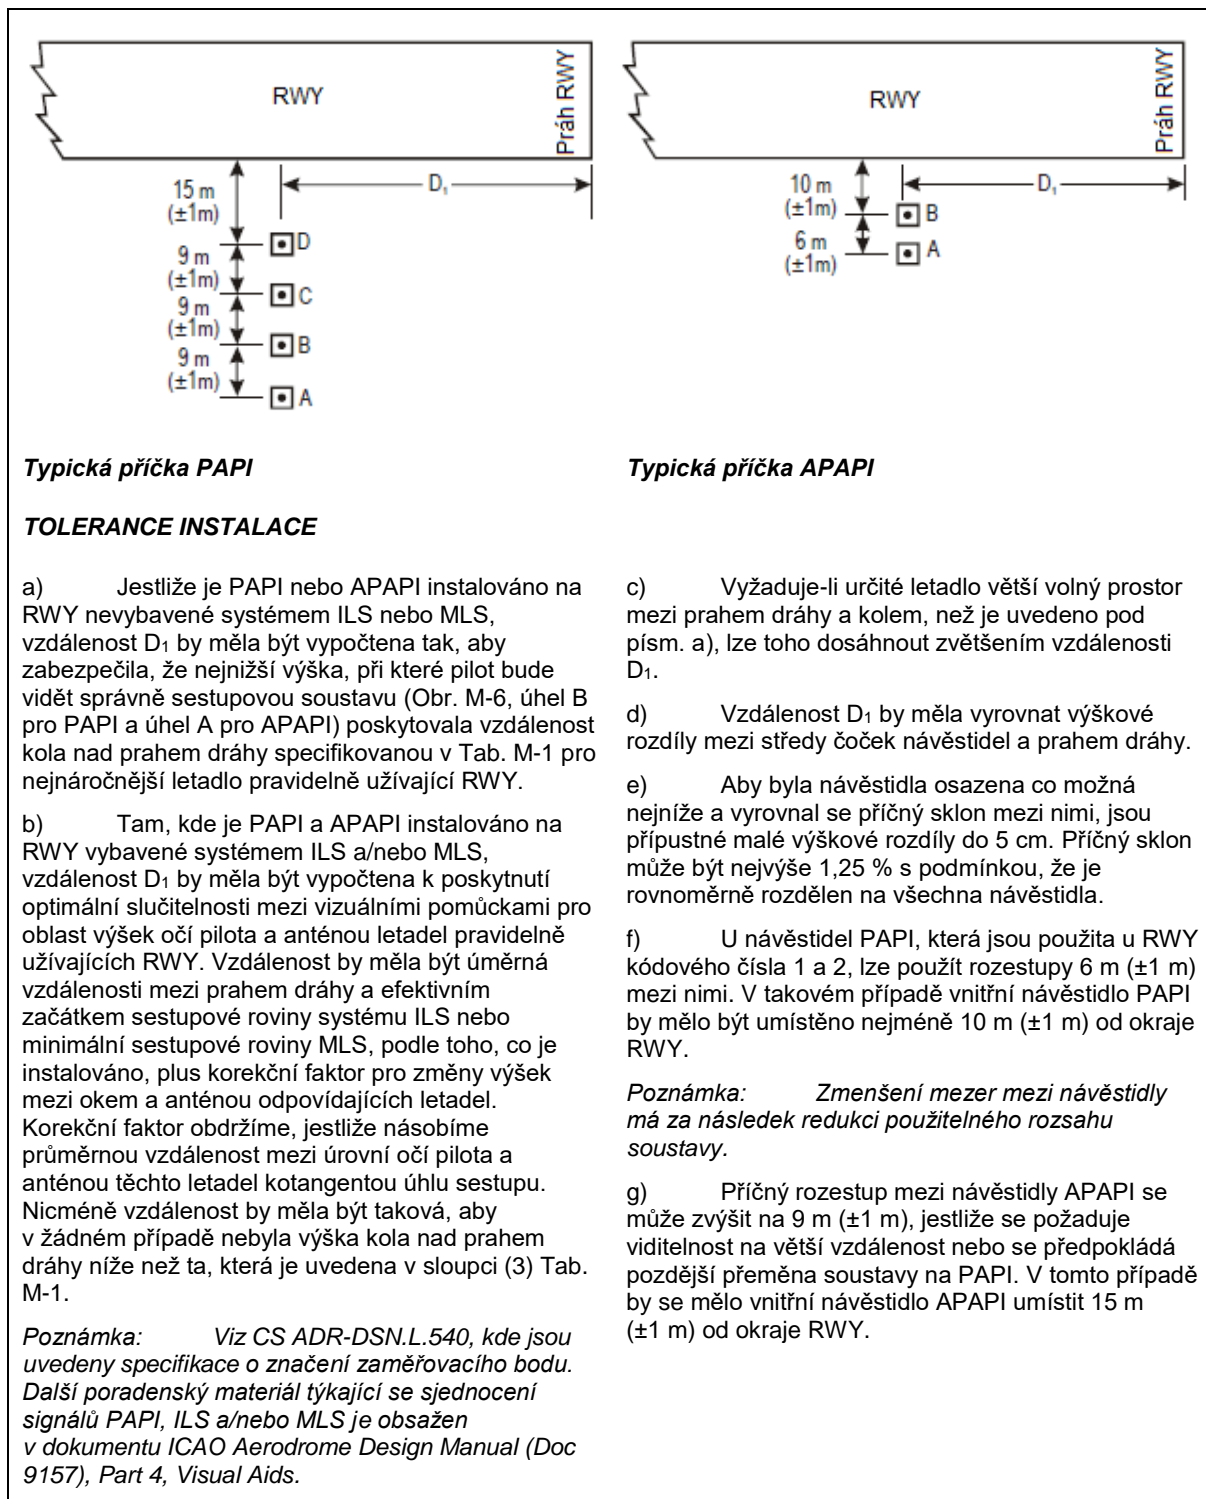 RWY
Práh RWY
15 m
(±1m)
D₁
D
9 m
(±1m)
C
9 m
(±1m)
B
9 m
(±1m)
A
RWY
Práh RWY
10 m
(±1m)
D₁
B
6 m
(±1m)
A
Typická příčka PAPI
Typická příčka APAPI
TOLERANCE INSTALACE
a) Jestliže je PAPI nebo APAPI instalováno na
RWY nevybavené systémem ILS nebo MLS,
vzdálenost D₁ by měla být vypočtena tak, aby
zabezpečila, že nejnižší výška, při které pilot bude
vidět správně sestupovou soustavu (Obr. M-6, úhel B
pro PAPI a úhel A pro APAPI) poskytovala vzdálenost
kola nad prahem dráhy specifikovanou v Tab. M-1 pro
nejnáročnější letadlo pravidelně užívající RWY.
b) Tam, kde je PAPI a APAPI instalováno na
RWY vybavené systémem ILS a/nebo MLS,
vzdálenost D₁ by měla být vypočtena k poskytnutí
optimální slučitelnosti mezi vizuálními pomůckami pro
oblast výšek očí pilota a anténou letadel pravidelně
užívajících RWY. Vzdálenost by měla být úměrná
vzdálenosti mezi prahem dráhy a efektivním
začátkem sestupové roviny systému ILS nebo
minimální sestupové roviny MLS, podle toho, co je
instalováno, plus korekční faktor pro změny výšek
mezi okem a anténou odpovídajících letadel.
Korekční faktor obdržíme, jestliže násobíme
průměrnou vzdálenost mezi úrovní očí pilota a
anténou těchto letadel kotangentou úhlu sestupu.
Nicméně vzdálenost by měla být taková, aby
v žádném případě nebyla výška kola nad prahem
dráhy níže než ta, která je uvedena v sloupci (3) Tab.
M-1.
Poznámka: Viz CS ADR-DSN.L.540, kde jsou
uvedeny specifikace o značení zaměřovacího bodu.
Další poradenský materiál týkající se sjednocení
signálů PAPI, ILS a/nebo MLS je obsažen
v dokumentu ICAO Aerodrome Design Manual (Doc
9157), Part 4, Visual Aids.
c) Vyžaduje-li určité letadlo větší volný prostor
mezi prahem dráhy a kolem, než je uvedeno pod
písm. a), lze toho dosáhnout zvětšením vzdálenosti
D₁.
d) Vzdálenost D₁ by měla vyrovnat výškové
rozdíly mezi středy čoček návěstidel a prahem dráhy.
e) Aby byla návěstidla osazena co možná
nejníže a vyrovnal se příčný sklon mezi nimi, jsou
přípustné malé výškové rozdíly do 5 cm. Příčný sklon
může být nejvýše 1,25 % s podmínkou, že je
rovnoměrně rozdělen na všechna návěstidla.
f) U návěstidel PAPI, která jsou použita u RWY
kódového čísla 1 a 2, lze použít rozestupy 6 m (±1 m)
mezi nimi. V takovém případě vnitřní návěstidlo PAPI
by mělo být umístěno nejméně 10 m (±1 m) od okraje
RWY.
Poznámka: Zmenšení mezer mezi návěstidly
má za následek redukci použitelného rozsahu
soustavy.
g) Příčný rozestup mezi návěstidly APAPI se
může zvýšit na 9 m (±1 m), jestliže se požaduje
viditelnost na větší vzdálenost nebo se předpokládá
pozdější přeměna soustavy na PAPI. V tomto případě
by se mělo vnitřní návěstidlo APAPI umístit 15 m
(±1 m) od okraje RWY.